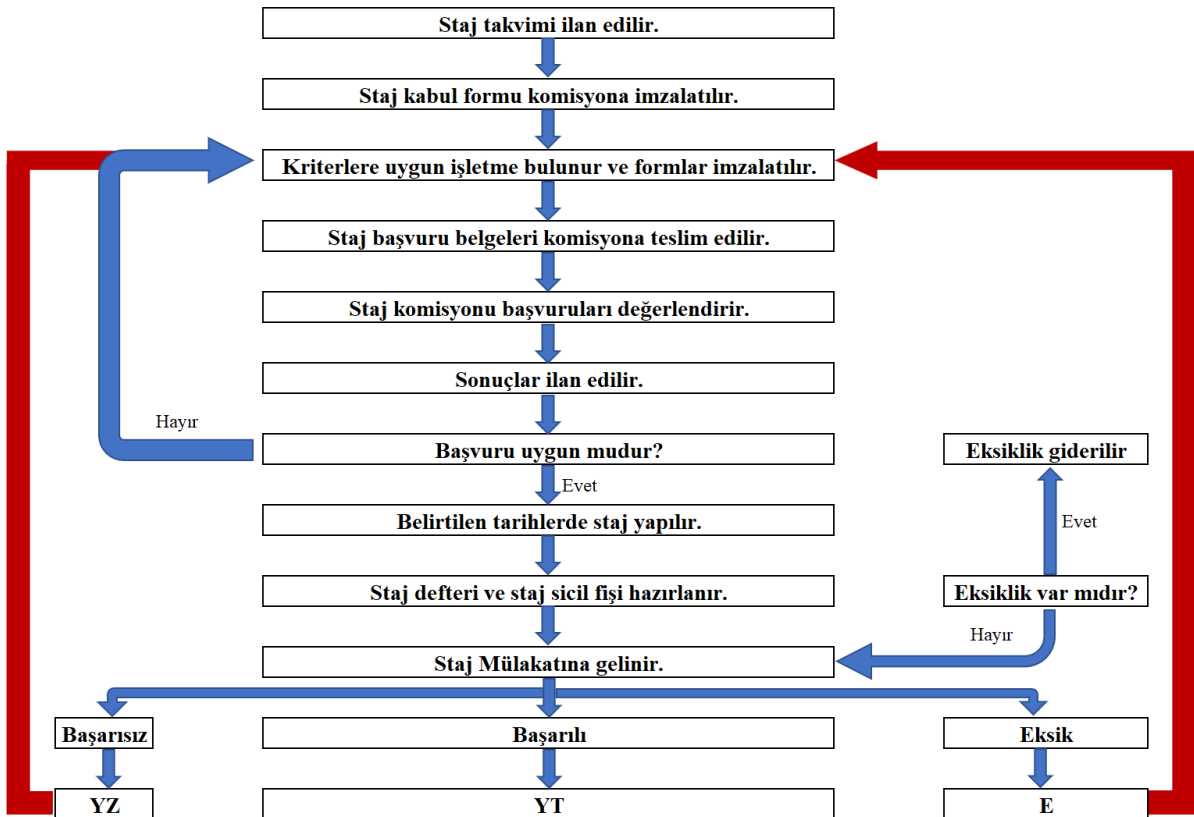 Staj takvimi ilan edilir.
Staj kabul formu komisyona imzalatılır.
Kriterlere uygun işletme bulunur ve formlar imzalatılır.
Staj başvuru belgeleri komisyona teslim edilir.
Staj komisyonu başvuruları değerlendirir.
Sonuçlar ilan edilir.
Hayır
Başvuru uygun mudur?
Eksiklik giderilir
Evet
Evet
Belirtilen tarihlerde staj yapılır.
Staj defteri ve staj sicil fişi hazırlanır.
Eksiklik var mıdır?
Hayır
Staj Mülakatına gelinir.
Başarısız
Başarılı
Eksik
YZ
YT
E